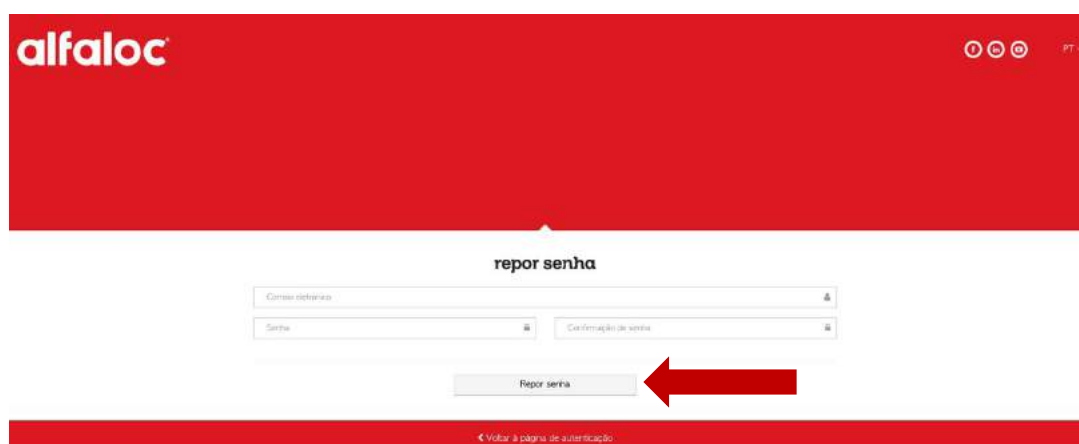 alfaloc
PT
repor senha
Correio eletrónico
Senha
Confirmação de senha
Repor senha
Voltar à página de autenticação